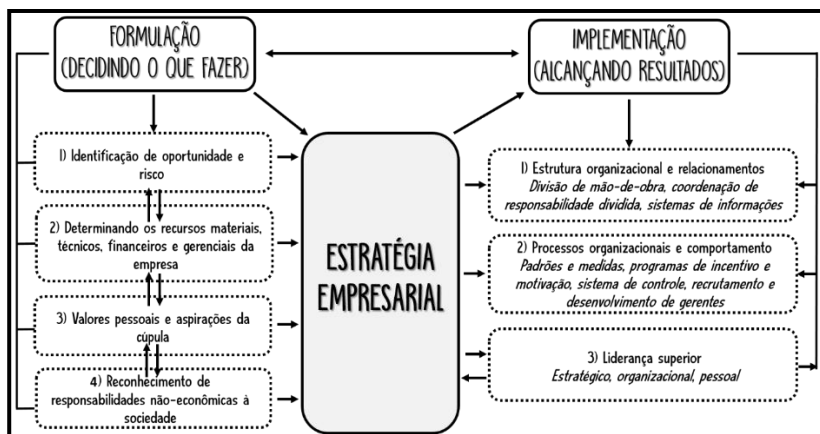 FORMULAÇÃO
(DECIDINDO O QUE FAZER)
1) Identificação de oportunidade e
risco
2) Determinando os recursos materiais,
técnicos, financeiros e gerenciais da
empresa
3) Valores pessoais e aspirações da
cúpula
4) Reconhecimento de
responsabilidades não-econômicas à
sociedade
ESTRATÉGIA
EMPRESARIAL
IMPLEMENTAÇÃO
(ALCANÇANDO RESULTADOS)
1) Estrutura organizacional e relacionamentos
Divisão de mão-de-obra, coordenação de
responsabilidade dividida, sistemas de informações
2) Processos organizacionais e comportamento
Padrões e medidas, programas de incentivo e
motivação, sistema de controle, recrutamento e
desenvolvimento de gerentes
3) Liderança superior
Estratégico, organizacional, pessoal